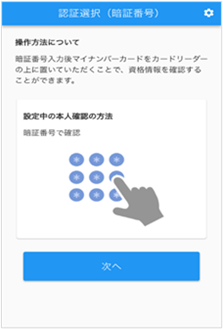 認証選択（暗証番号）
操作方法について
暗証番号入力後マイナンバーカードをカードリーダー
の上に置いていただくことで、資格情報を確認する
ことができます。
設定中の本人確認の方法
暗証番号で確認
次へ